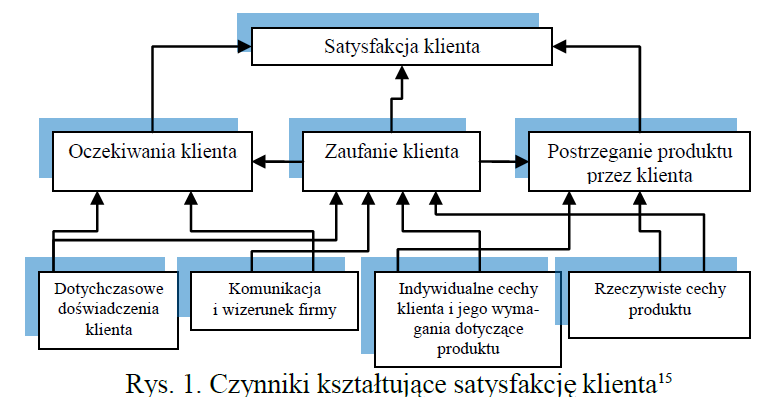 Satysfakcja klienta
Oczekiwania klienta
Zaufanie klienta
Postrzeganie produktu
przez klienta
Dotychczasowe
doświadczenia
klienta
Komunikacja
i wizerunek firmy
Indywidualne cechy
klienta i jego wyma-
gania dotyczące
produktu
Rzeczywiste cechy
produktu
Rys. 1. Czynniki kształtujące satysfakcję klienta¹⁵